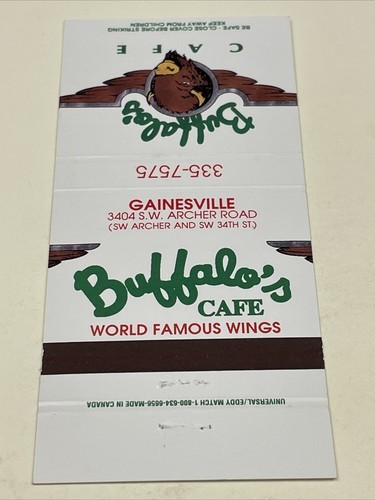 BE SAFE - CLOSE COVER BEFORE STRIKING
KEEP AWAY FROM CHILDREN
CAFE
Buffalo's
335-7575
GAINESVILLE
3404 S.W. ARCHER ROAD
(SW ARCHER AND SW 34TH ST.)
Buffalo's
CAFE
WORLD FAMOUS WINGS
UNIVERSAL/EDDY MATCH 1-800-634-6656-MADE IN CANADA